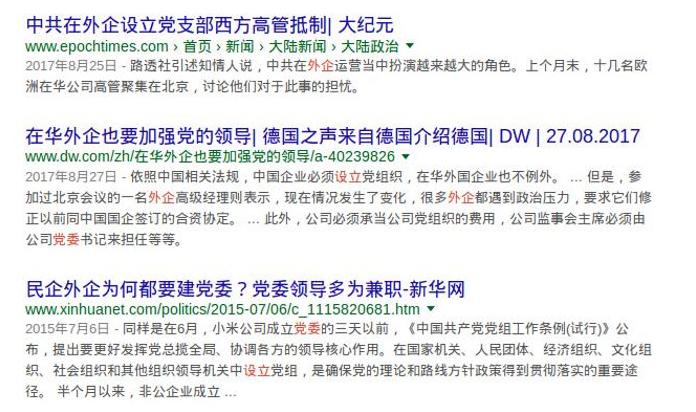 中共在外企设立党支部西方高管抵制| 大纪元
www.epochtimes.com › 首页 › 新闻 › 大陆新闻 › 大陆政治
2017年8月25日 - 路透社引述知情人说，中共在外企运营当中扮演越来越大的角色。上个月末，十几名欧
洲在华公司高管聚集在北京，讨论他们对于此事的担忧。
在华外企也要加强党的领导| 德国之声来自德国介绍德国| DW | 27.08.2017
www.dw.com/zh/在华外企也要加强党的领导/a-40239826
2017年8月27日 - 依照中国相关法规，中国企业必须设立党组织，在华外国企业也不例外。 ... 但是，参
加过北京会议的一名外企高级经理则表示，现在情况发生了变化，很多外企都遇到政治压力，要求它们修
正以前同中国国企签订的合资协定。 ... 此外，公司必须承当公司党组织的费用，公司监事会主席必须由
公司党委书记来担任等等。
民企外企为何都要建党委？党委领导多为兼职-新华网
www.xinhuanet.com/politics/2015-07/06/c_1115820681.htm
2015年7月6日 - 同样是在6月，小米公司成立党委的三天以前，《中国共产党党组工作条例(试行)》公
布，提出要更好发挥党总揽全局、协调各方的领导核心作用。在国家机关、人民团体、经济组织、文化组
织、社会组织和其他组织领导机关中设立党组，是确保党的理论和路线方针政策得到贯彻落实的重要途
径。 半个月以来，非公企业成立 ...